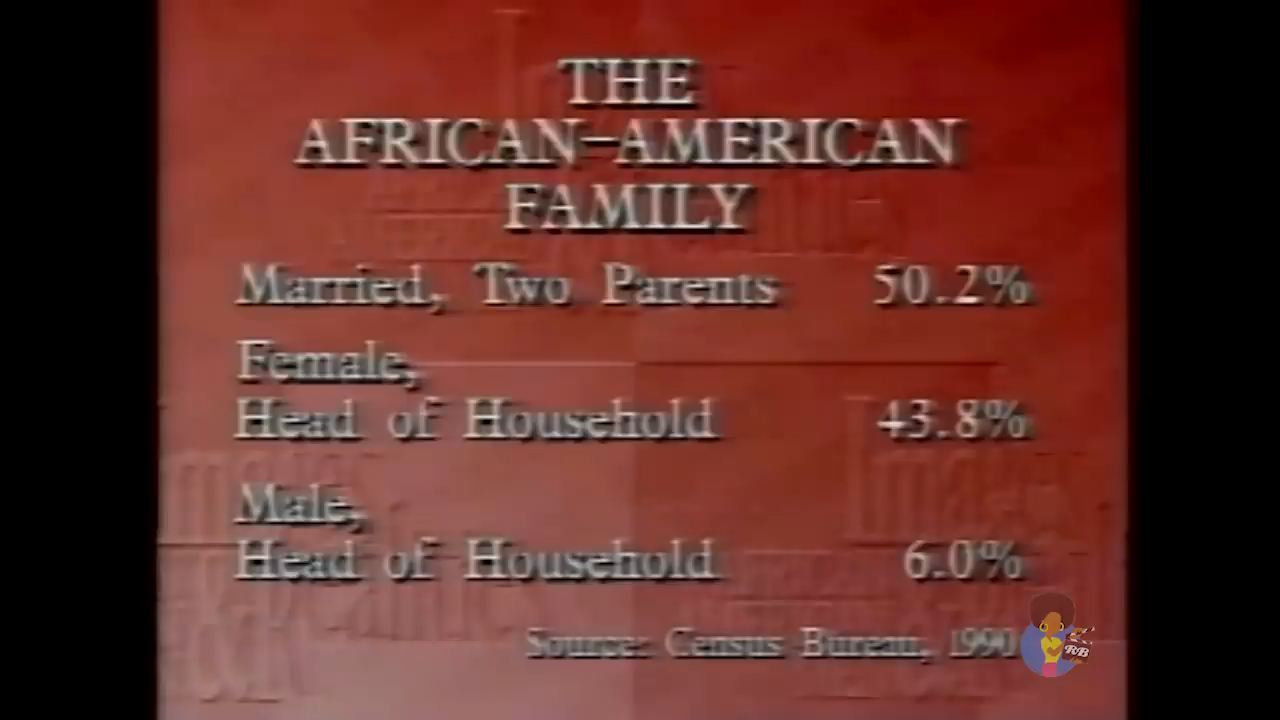 THE
AFRICAN-AMERICAN
FAMILY
Married, Two Parents 50.2%
Female,
Head of Household 43.8%
Male,
Head of Household 6.0%
Source: Census Bureau, 1990
RB